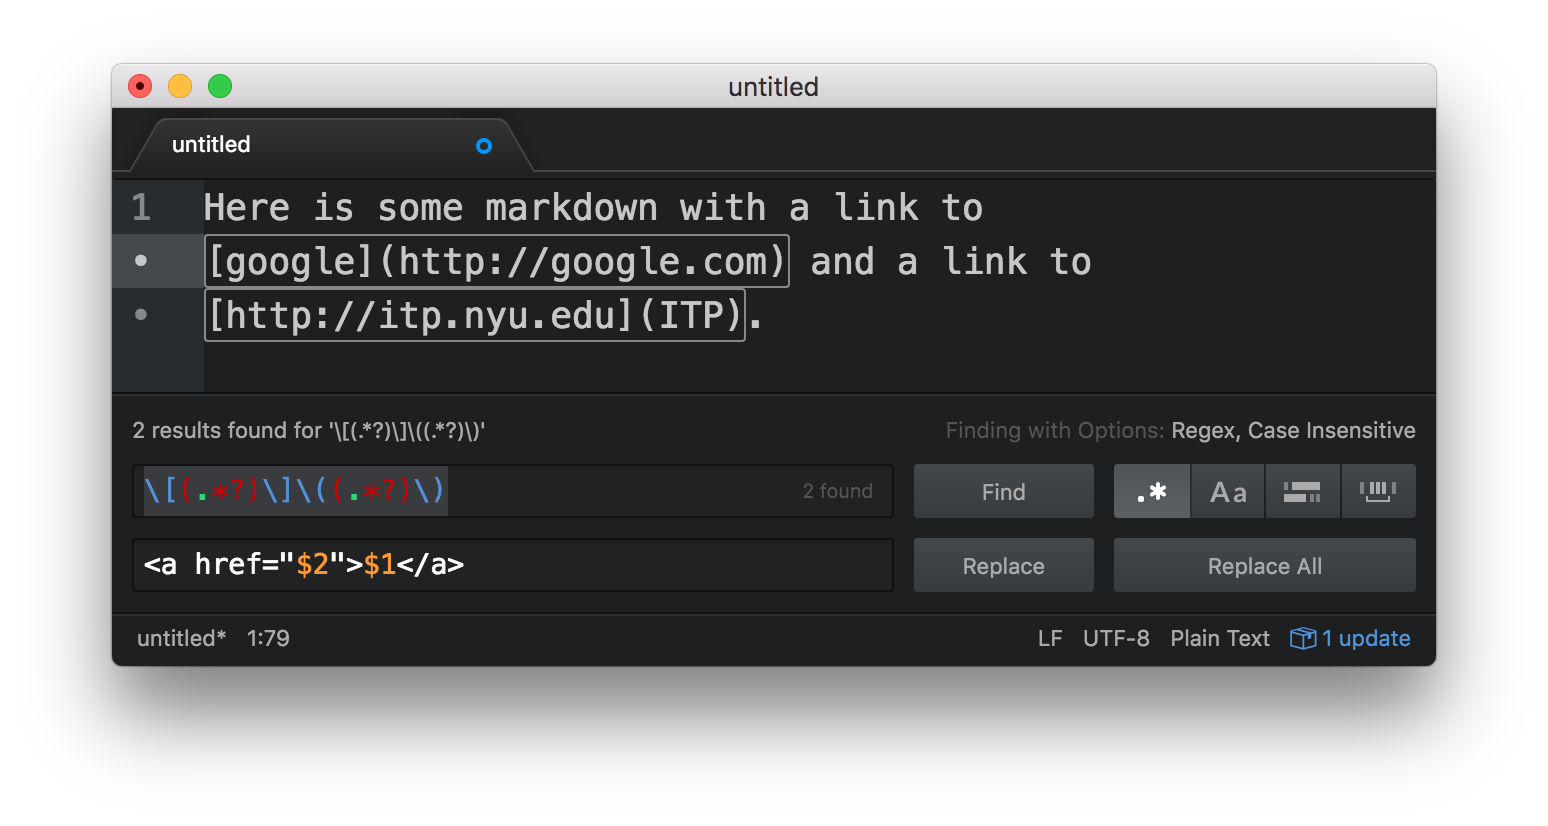 untitled
untitled
1 Here is some markdown with a link to
[google](http://google.com) and a link to
[http://itp.nyu.edu](ITP).
2 results found for '\[(.*?)\]\((.*?)\)' Finding with Options: Regex, Case Insensitive
\[(.*?)\]\((.*?)\) 2 found Find .* Aa
<a href="$2">$1</a> Replace Replace All
untitled* 1:79 LF UTF-8 Plain Text 1 update